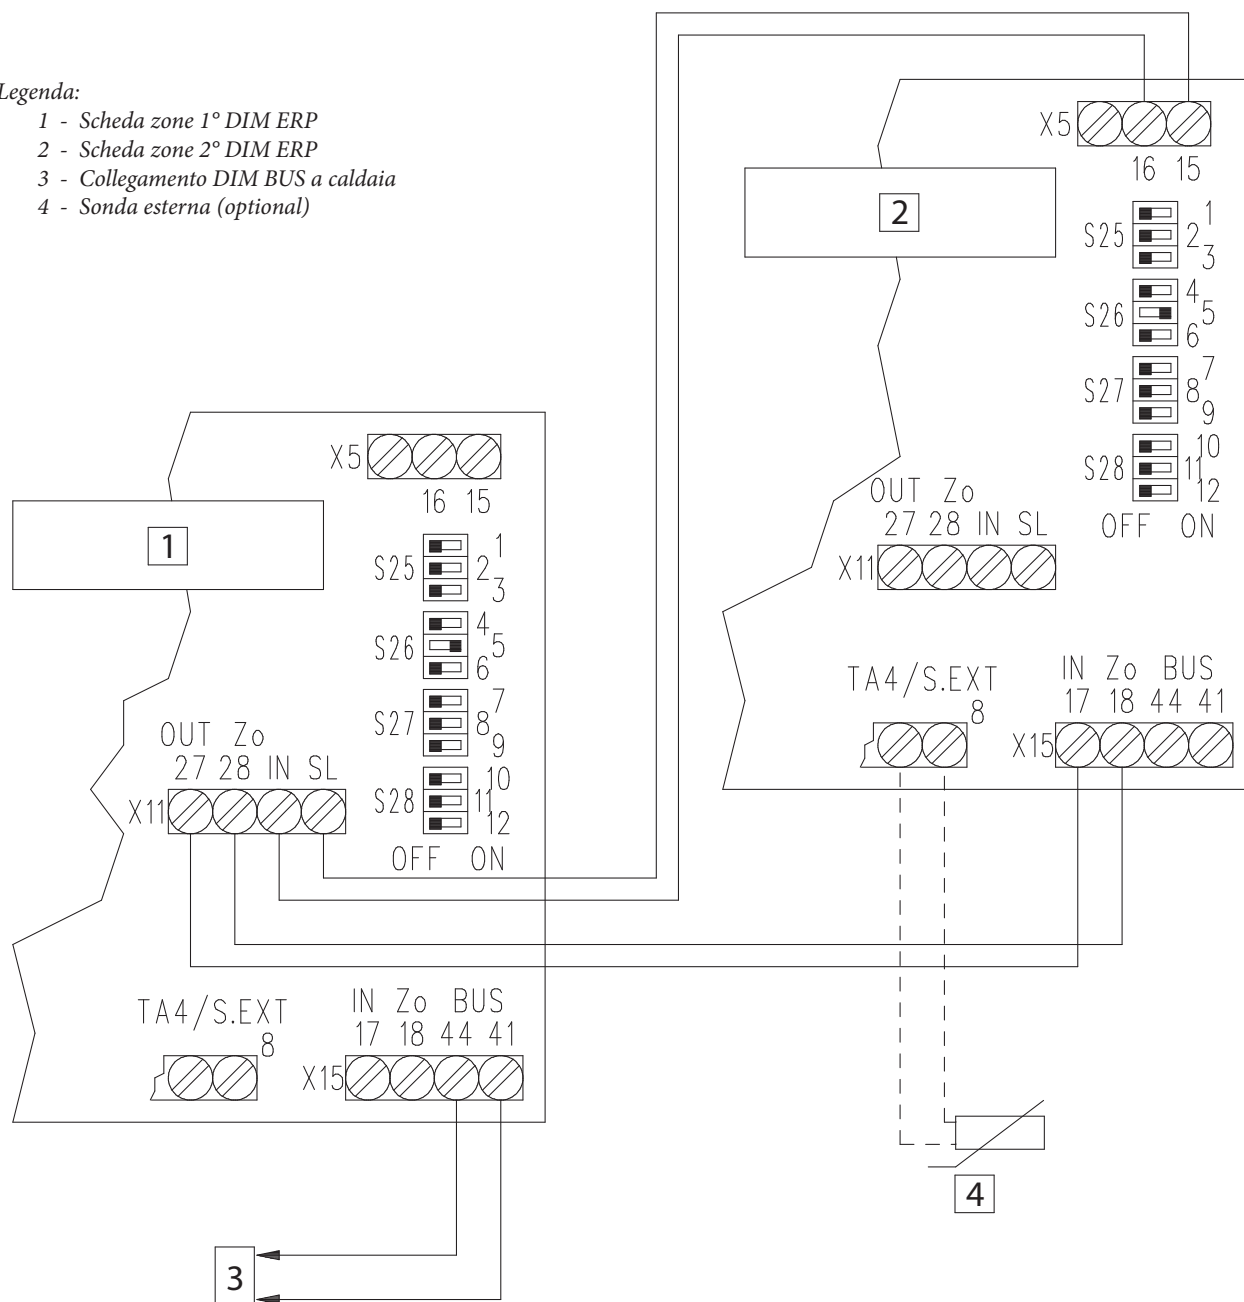 Legenda:
1 - Scheda zone 1° DIM ERP
2 - Scheda zone 2° DIM ERP
3 - Collegamento DIM BUS a caldaia
4 - Sonda esterna (optional)
X5
16 15
2
S25
1
2
3
S26
4
5
6
S27
7
8
9
S28
10
11
12
OFF ON
OUT Zo
27 28 IN SL
X11
TA4/S.EXT
8
IN Zo BUS
17 18 44 41
X15
X5
16 15
1
S25
1
2
3
S26
4
5
6
S27
7
8
9
S28
10
11
12
OFF ON
OUT Zo
27 28 IN SL
X11
TA4/S.EXT
8
IN Zo BUS
17 18 44 41
X15
4
3